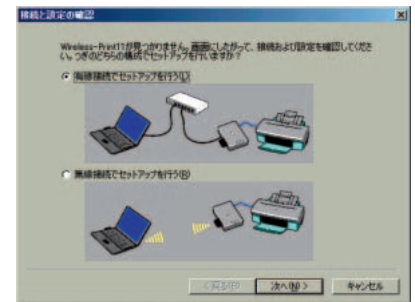 接続と設定の確認
Wireless-Print11が見つかりません。画面にしたがって、接続および設定を確認してくださ
い。つぎのどちらの構成でセットアップを行いますか?
有線接続でセットアップを行う(L)
無線接続でセットアップを行う(R)
< 戻る(B)
次へ(N) >
キャンセル